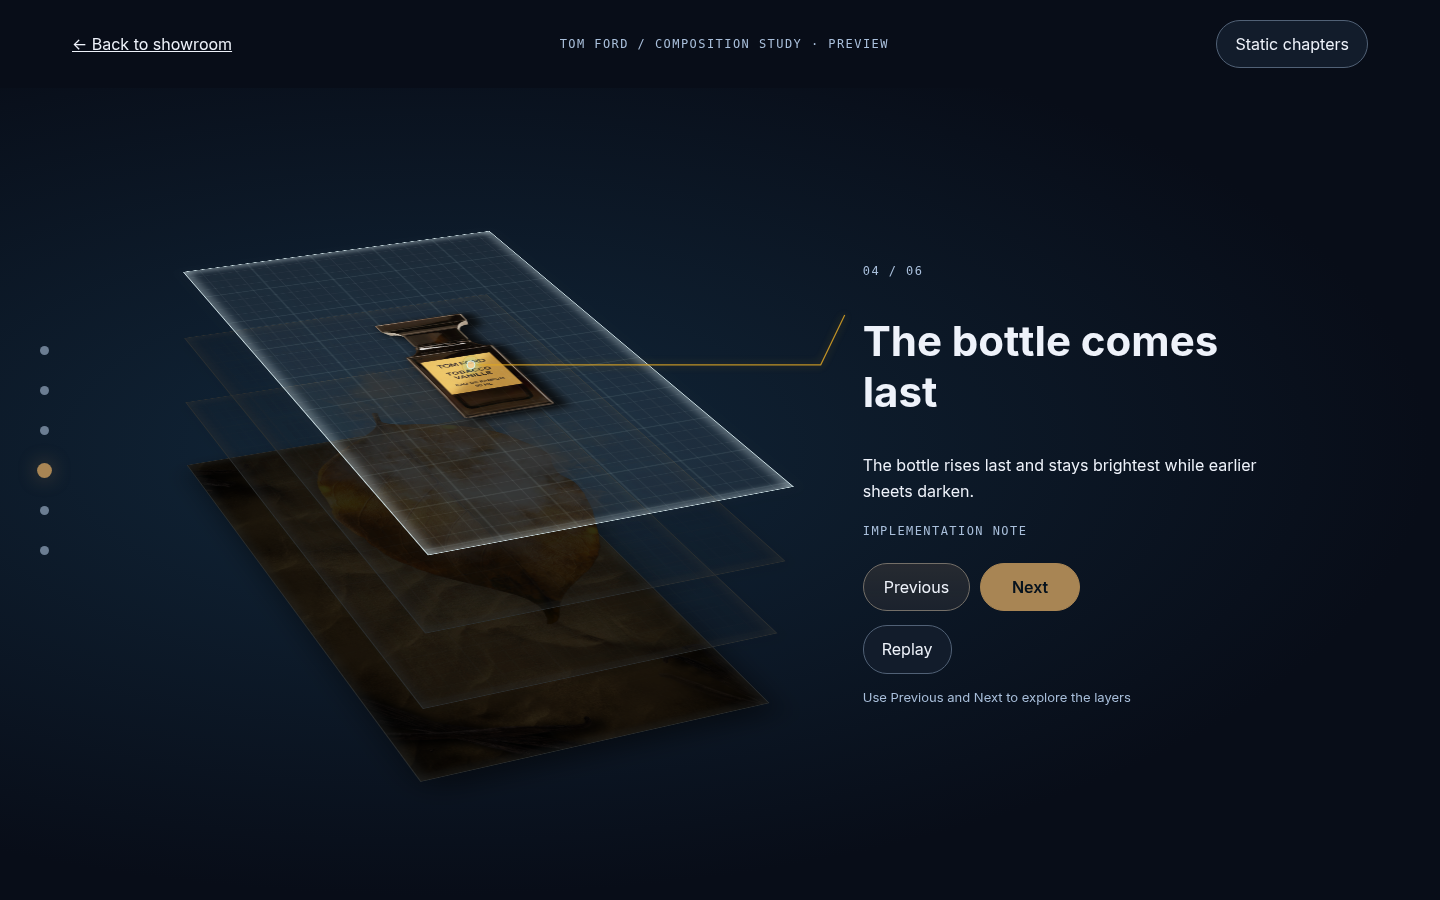 ← Back to showroom
TOM FORD / COMPOSITION STUDY · PREVIEW
Static chapters
TOBACCO
VANILLE
04 / 06
The bottle comes
last
The bottle rises last and stays brightest while earlier
sheets darken.
IMPLEMENTATION NOTE
Previous
Next
Replay
Use Previous and Next to explore the layers